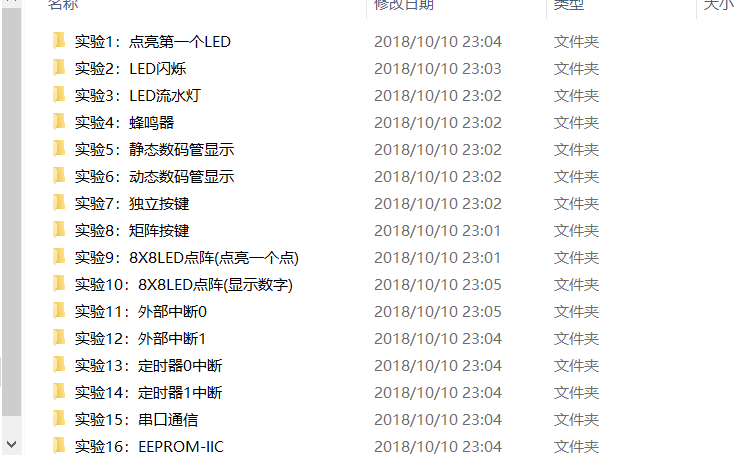 名称 修改日期 类型 大小
实验1：点亮第一个LED 2018/10/10 23:04 文件夹
实验2：LED闪烁 2018/10/10 23:03 文件夹
实验3：LED流水灯 2018/10/10 23:02 文件夹
实验4：蜂鸣器 2018/10/10 23:02 文件夹
实验5：静态数码管显示 2018/10/10 23:02 文件夹
实验6：动态数码管显示 2018/10/10 23:02 文件夹
实验7：独立按键 2018/10/10 23:02 文件夹
实验8：矩阵按键 2018/10/10 23:01 文件夹
实验9：8X8LED点阵(点亮一个点) 2018/10/10 23:01 文件夹
实验10：8X8LED点阵(显示数字) 2018/10/10 23:05 文件夹
实验11：外部中断0 2018/10/10 23:05 文件夹
实验12：外部中断1 2018/10/10 23:04 文件夹
实验13：定时器0中断 2018/10/10 23:04 文件夹
实验14：定时器1中断 2018/10/10 23:04 文件夹
实验15：串口通信 2018/10/10 23:04 文件夹
实验16：EEPROM-IIC 2018/10/10 23:04 文件夹